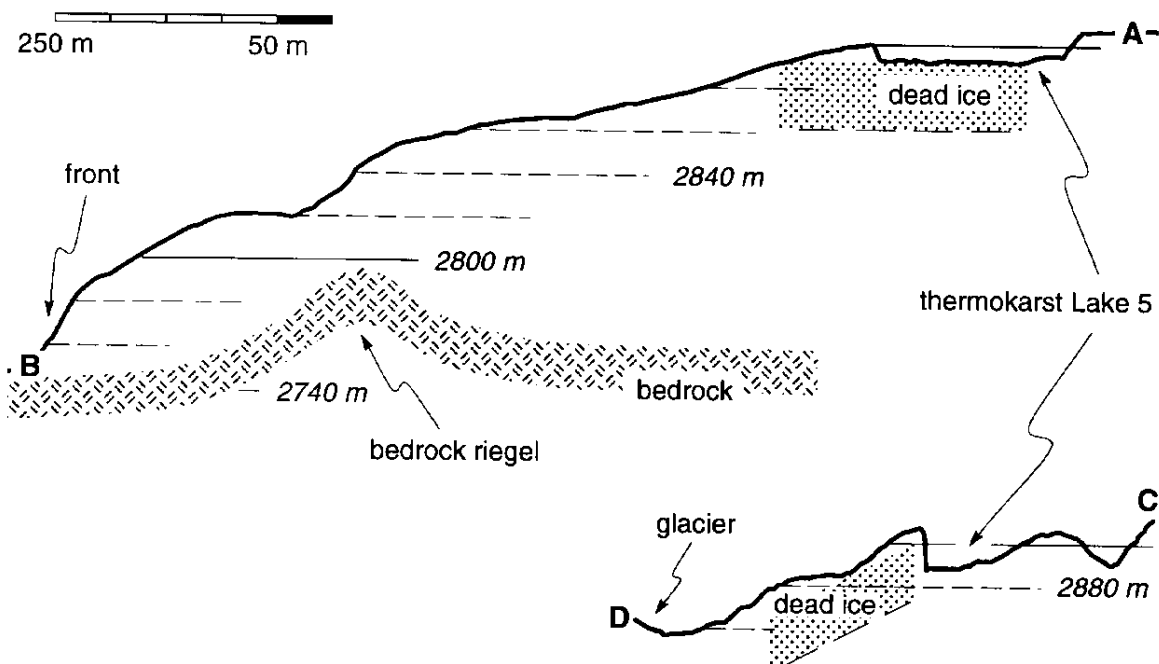 250 m 50 m
A
dead ice
front
2840 m
2800 m
thermokarst Lake 5
B
bedrock
2740 m
bedrock riegel
C
glacier
2880 m
dead ice
D